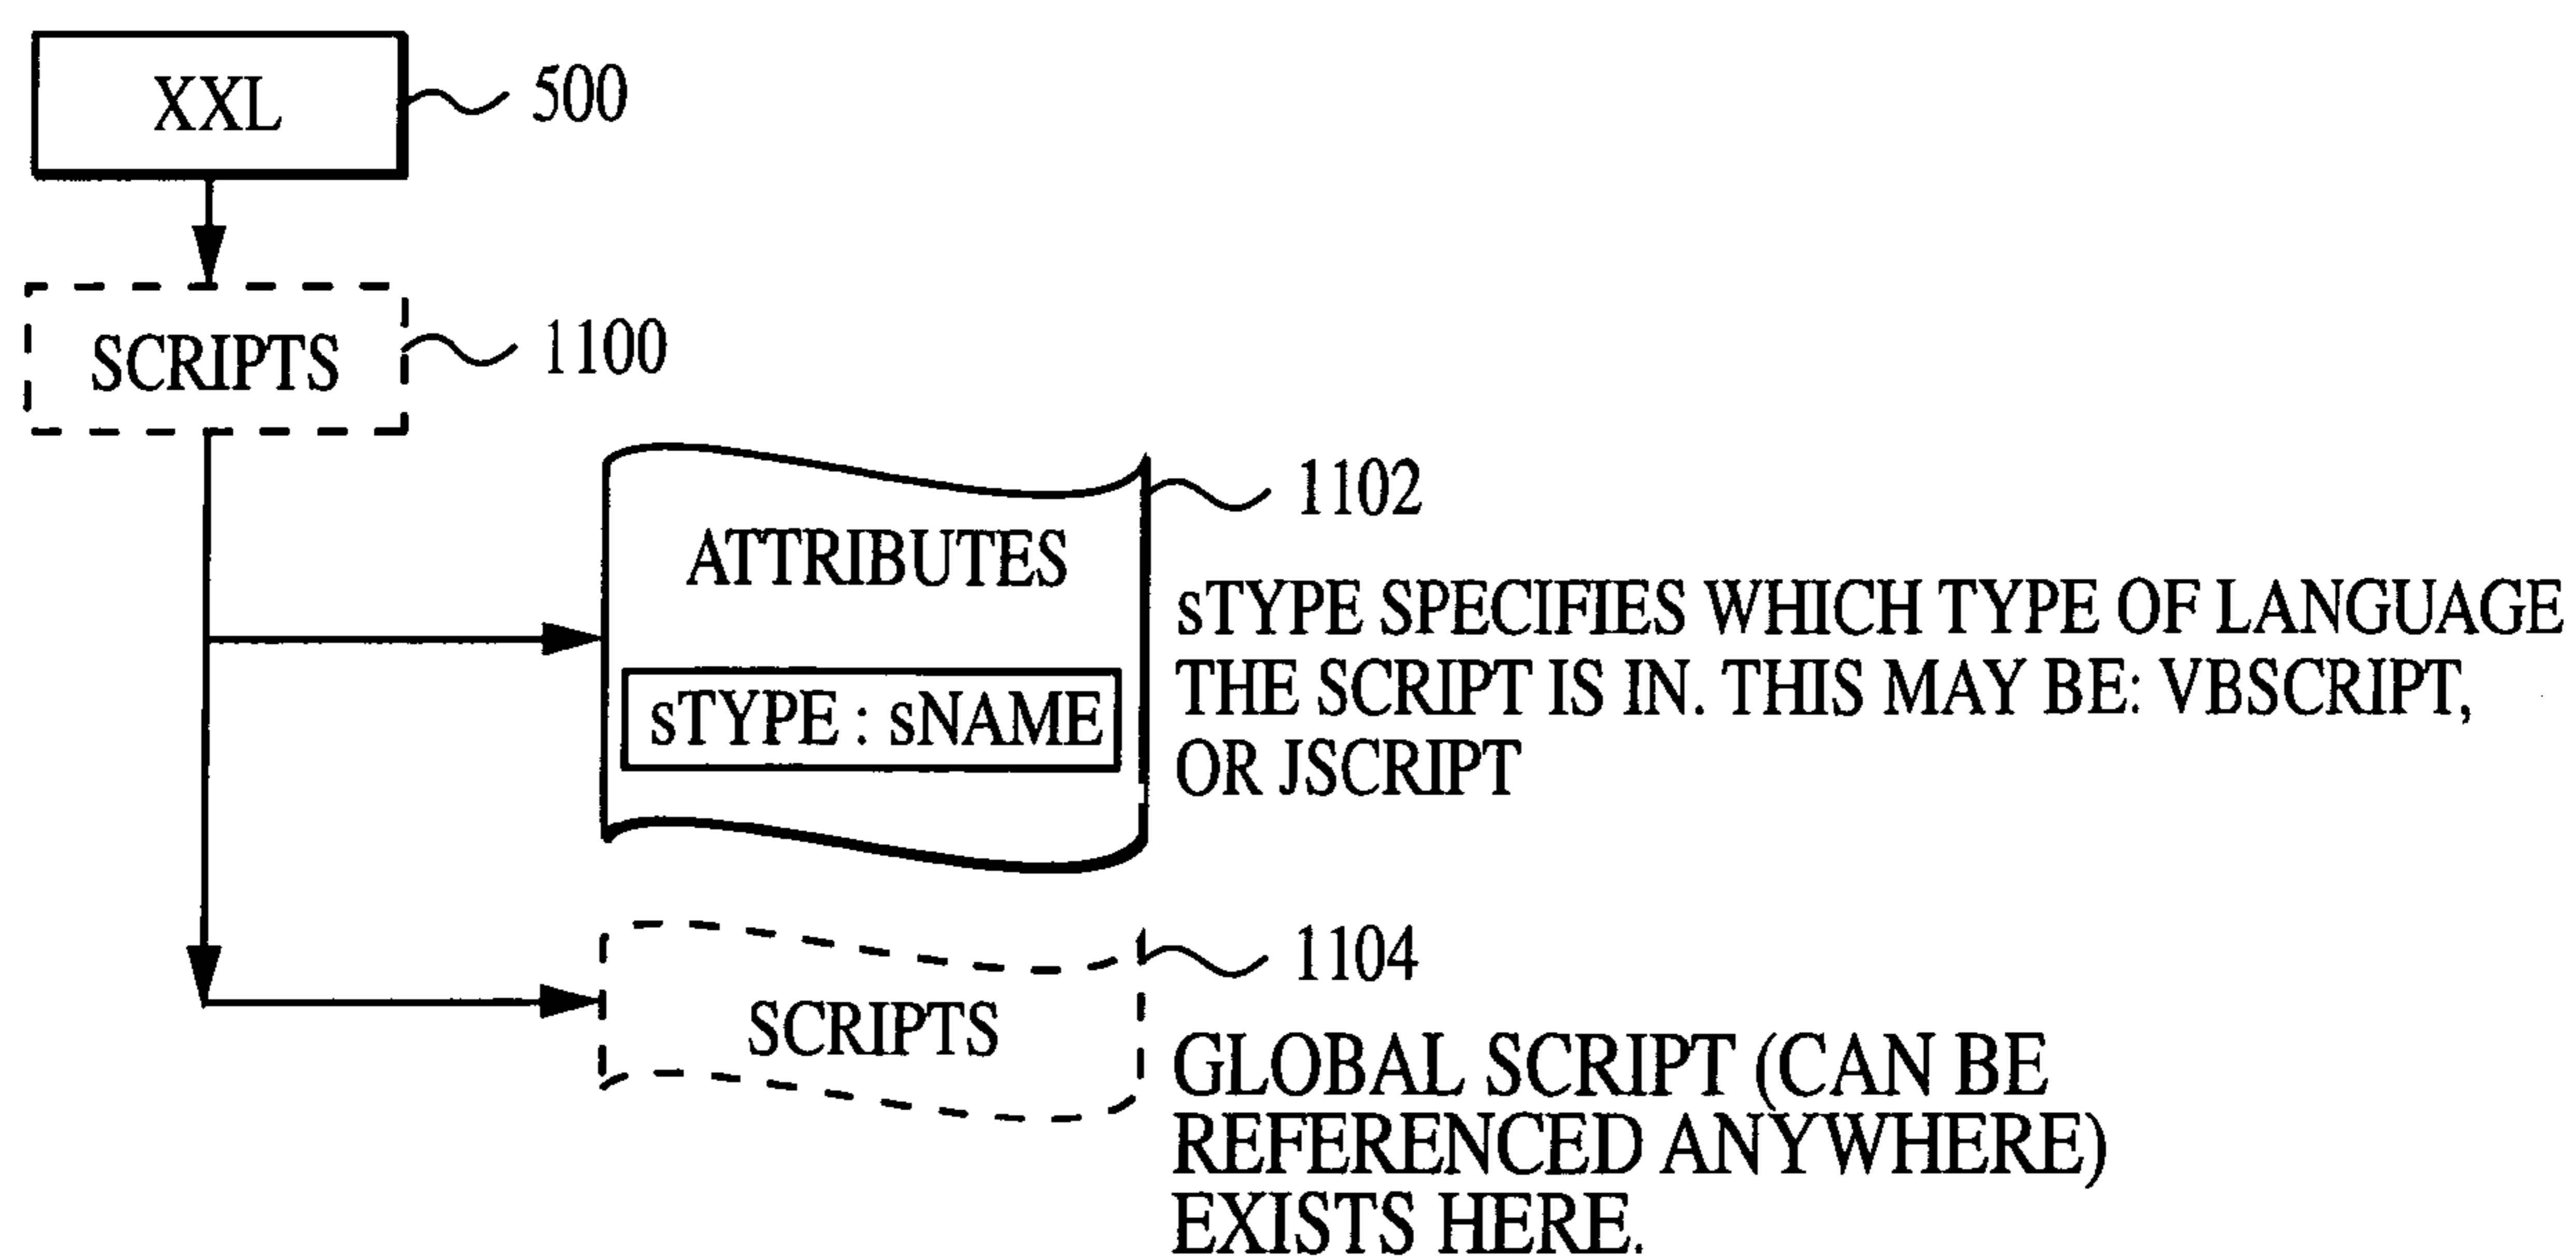 XXL
500
SCRIPTS
1100
1102
ATTRIBUTES
sTYPE : sNAME
sTYPE SPECIFIES WHICH TYPE OF LANGUAGE
THE SCRIPT IS IN. THIS MAY BE: VBSCRIPT,
OR JSCRIPT
1104
SCRIPTS
GLOBAL SCRIPT (CAN BE
REFERENCED ANYWHERE)
EXISTS HERE.